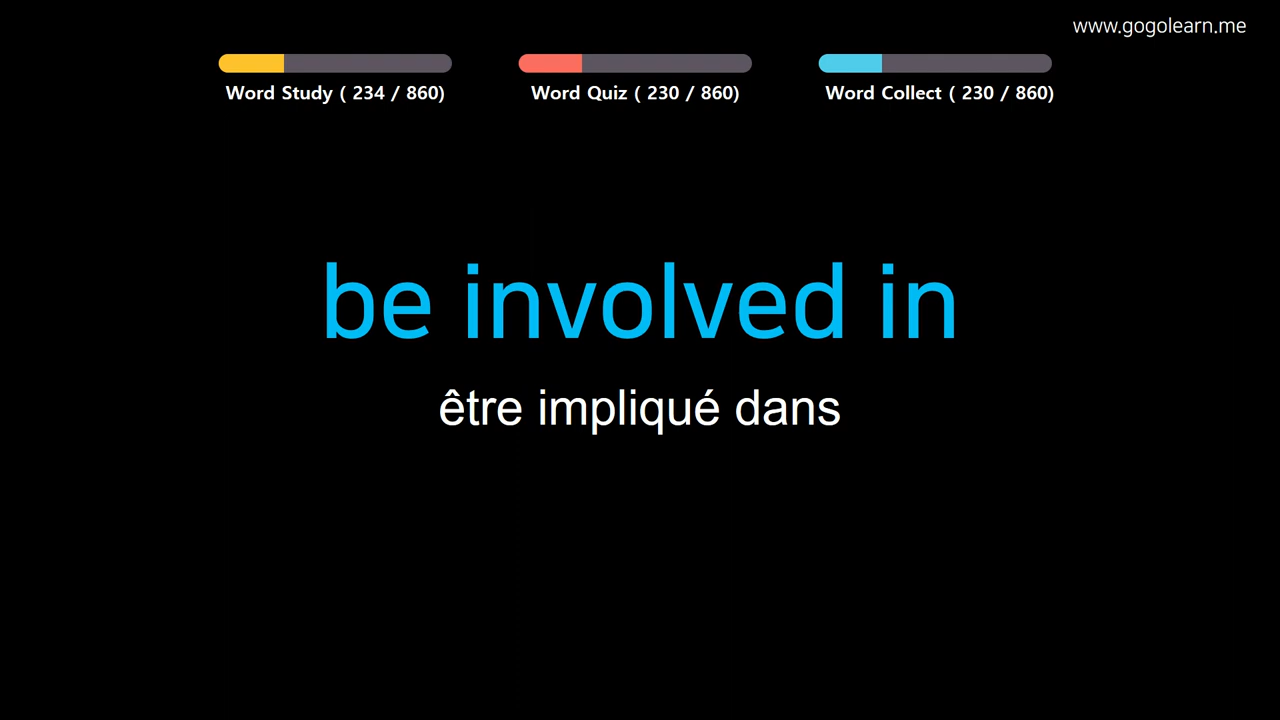 www.gogolearn.me
Word Study ( 234 / 860)
Word Quiz ( 230 / 860)
Word Collect ( 230 / 860)
be involved in
être impliqué dans